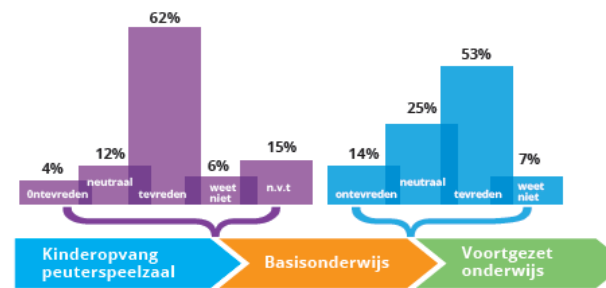 62%
53%
25%
4%
12%
6%
15%
14%
7%
0ntevreden
neutraal
tevreden
weet
niet
n.v.t
ontevreden
neutraal
tevreden
weet
niet
Kinderopvang
peuterspeelzaal
Basisonderwijs
Voortgezet
onderwijs